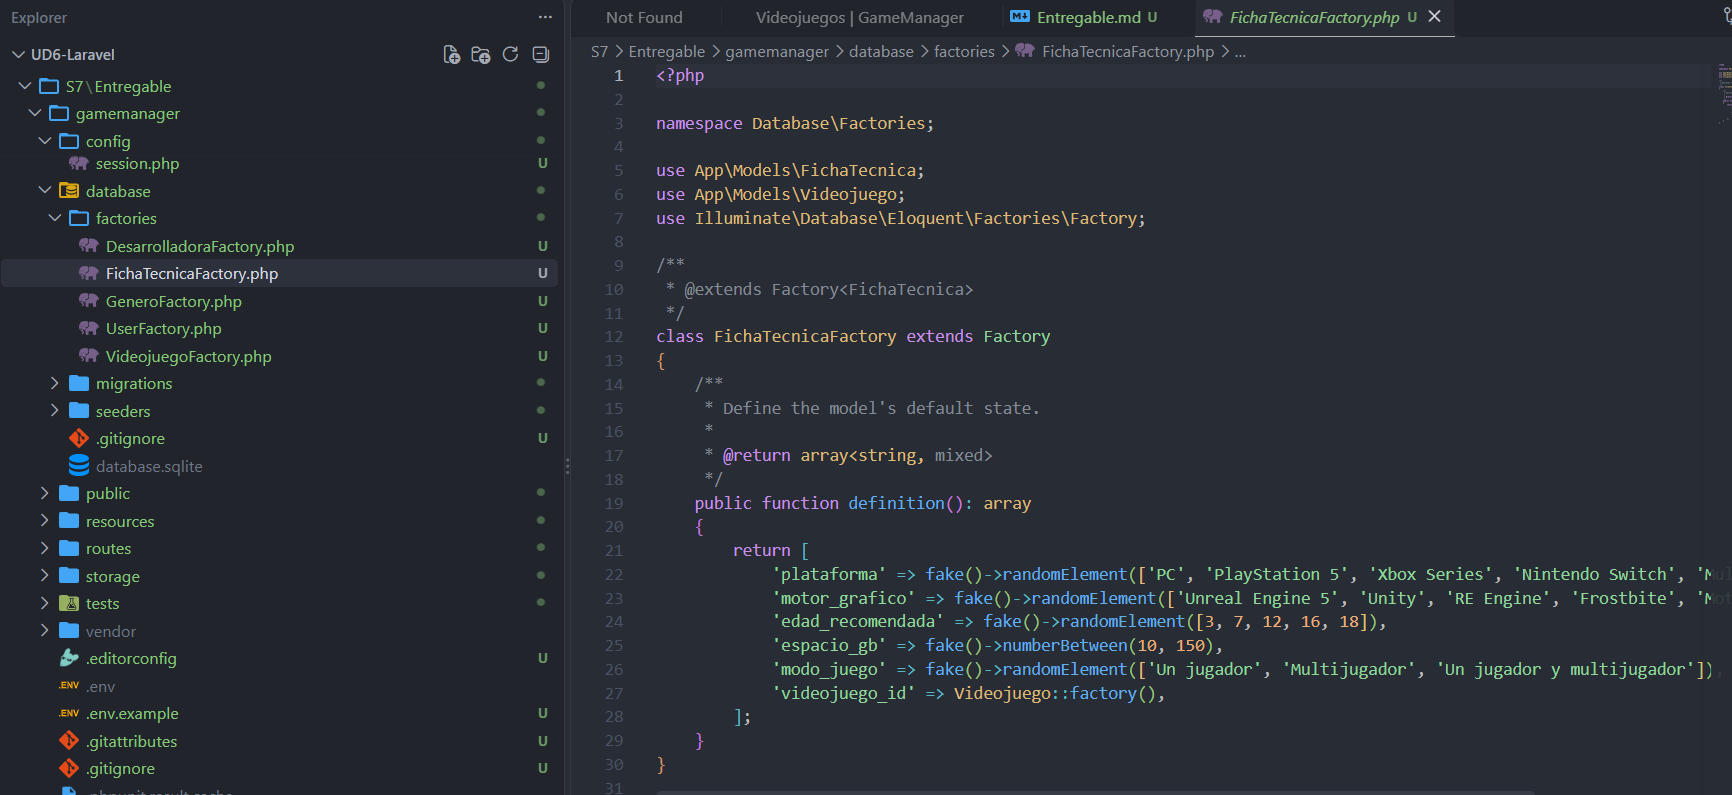 Explorer
UD6-Laravel
S7\Entregable
gamemanager
config
session.php U
database
factories
DesarrolladoraFactory.php U
FichaTecnicaFactory.php U
GeneroFactory.php U
UserFactory.php U
VideojuegoFactory.php U
migrations
seeders
.gitignore U
database.sqlite
public
resources
routes
storage
tests
vendor
.editorconfig U
.ENV .env
.ENV .env.example U
.gitattributes U
.gitignore U
Not Found
Videojuegos | GameManager
Entregable.md U
FichaTecnicaFactory.php U
S7 > Entregable > gamemanager > database > factories > FichaTecnicaFactory.php > ...
1 <?php
2
3 namespace Database\Factories;
4
5 use App\Models\FichaTecnica;
6 use App\Models\Videojuego;
7 use Illuminate\Database\Eloquent\Factories\Factory;
8
9 /**
10 * @extends Factory<FichaTecnica>
11 */
12 class FichaTecnicaFactory extends Factory
13 {
14 /**
15 * Define the model's default state.
16 *
17 * @return array<string, mixed>
18 */
19 public function definition(): array
20 {
21 return [
22 'plataforma' => fake()->randomElement(['PC', 'PlayStation 5', 'Xbox Series', 'Nintendo Switch',
23 'motor_grafico' => fake()->randomElement(['Unreal Engine 5', 'Unity', 'RE Engine', 'Frostbite',
24 'edad_recomendada' => fake()->randomElement([3, 7, 12, 16, 18]),
25 'espacio_gb' => fake()->numberBetween(10, 150),
26 'modo_juego' => fake()->randomElement(['Un jugador', 'Multijugador', 'Un jugador y multijugador'])
27 'videojuego_id' => Videojuego::factory(),
28 ];
29 }
30 }
31